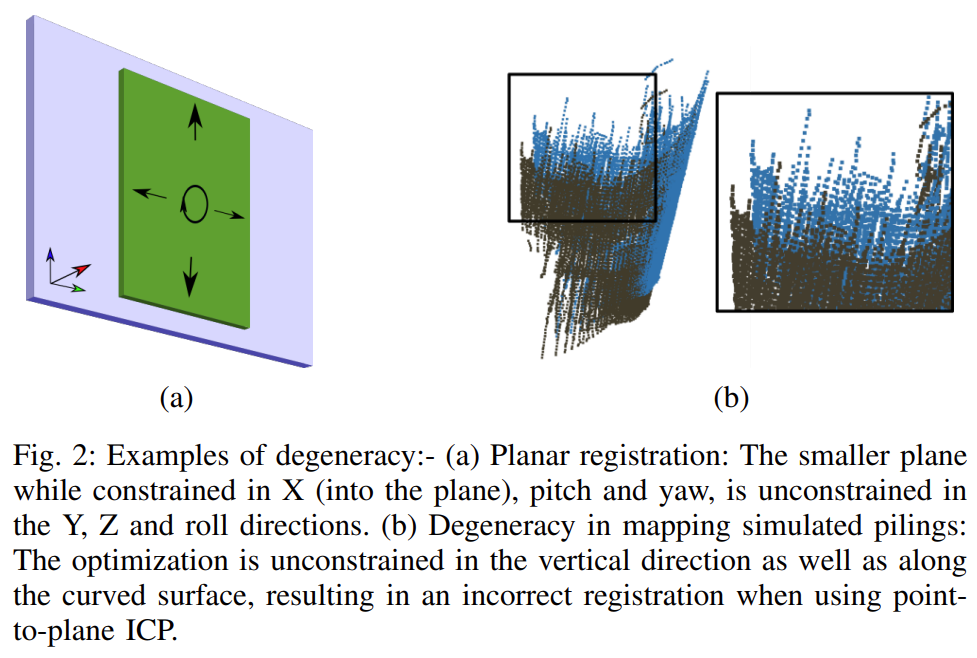 (a)
(b)
Fig. 2: Examples of degeneracy:- (a) Planar registration: The smaller plane
while constrained in X (into the plane), pitch and yaw, is unconstrained in
the Y, Z and roll directions. (b) Degeneracy in mapping simulated pilings:
The optimization is unconstrained in the vertical direction as well as along
the curved surface, resulting in an incorrect registration when using point-
to-plane ICP.